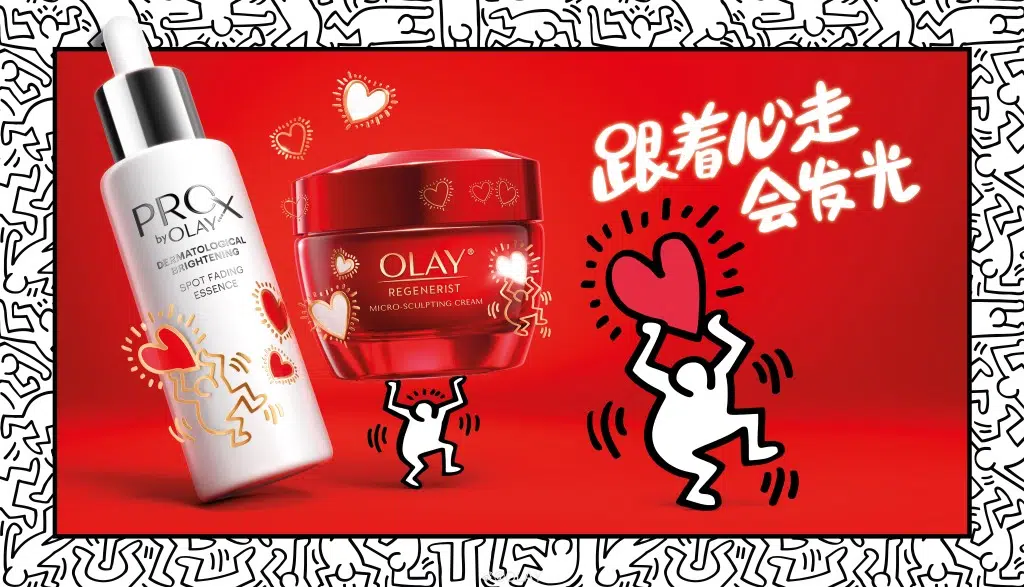 PRO X
by OLAY
DERMATOLOGICAL
BRIGHTENING
SPOT FADING
ESSENCE
OLAY®
REGENERIST
MICRO-SCULPTING CREAM
跟着心走
会发光